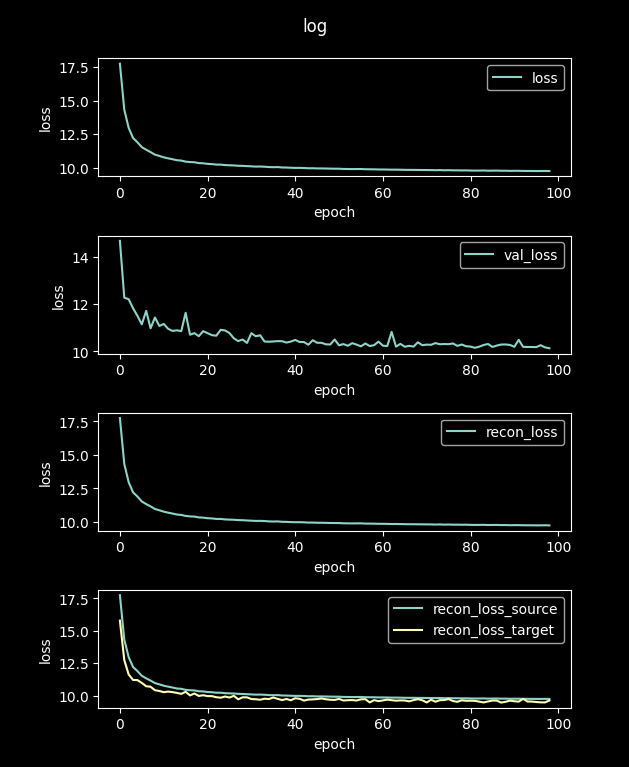 log
17.5
15.0
12.5
10.0
loss
loss
0 20 40 60 80 100
epoch
14
12
10
loss
val_loss
0 20 40 60 80 100
epoch
17.5
15.0
12.5
10.0
loss
recon_loss
0 20 40 60 80 100
epoch
17.5
15.0
12.5
10.0
loss
recon_loss_source
recon_loss_target
0 20 40 60 80 100
epoch